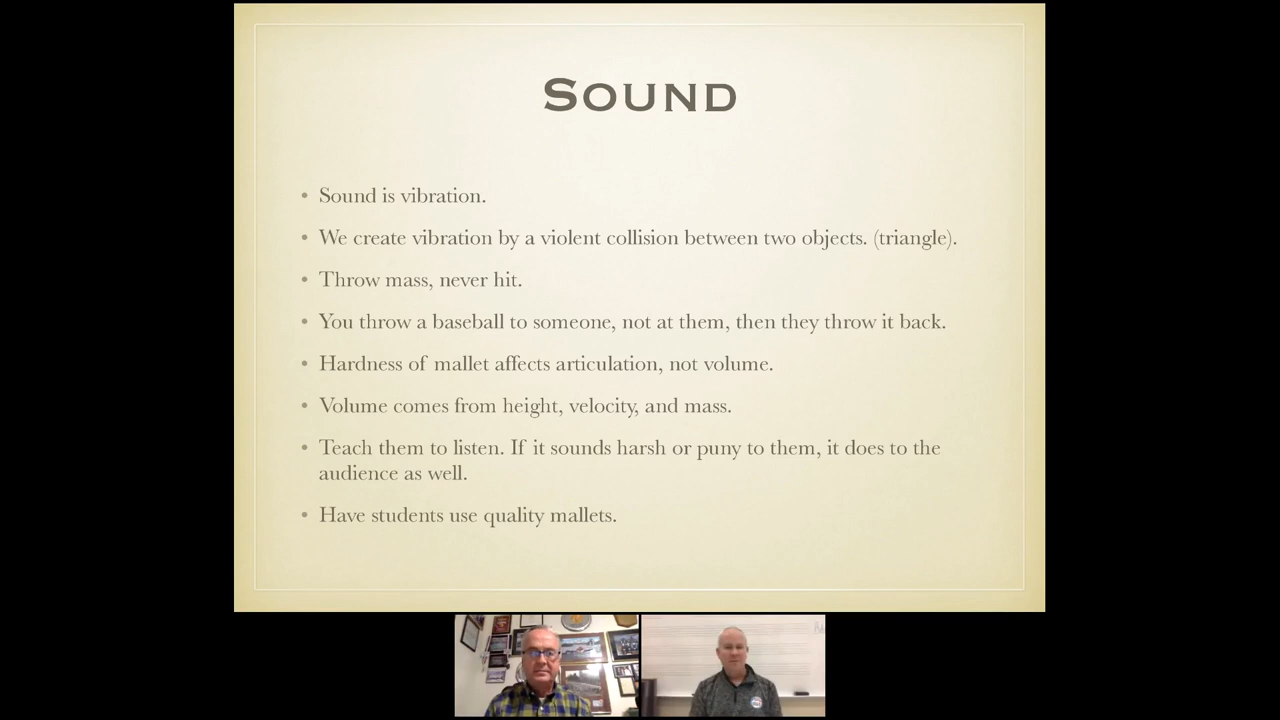 Sound
• Sound is vibration.
• We create vibration by a violent collision between two objects. (triangle).
• Throw mass, never hit.
• You throw a baseball to someone, not at them, then they throw it back.
• Hardness of mallet affects articulation, not volume.
• Volume comes from height, velocity, and mass.
• Teach them to listen. If it sounds harsh or puny to them, it does to the
audience as well.
• Have students use quality mallets.